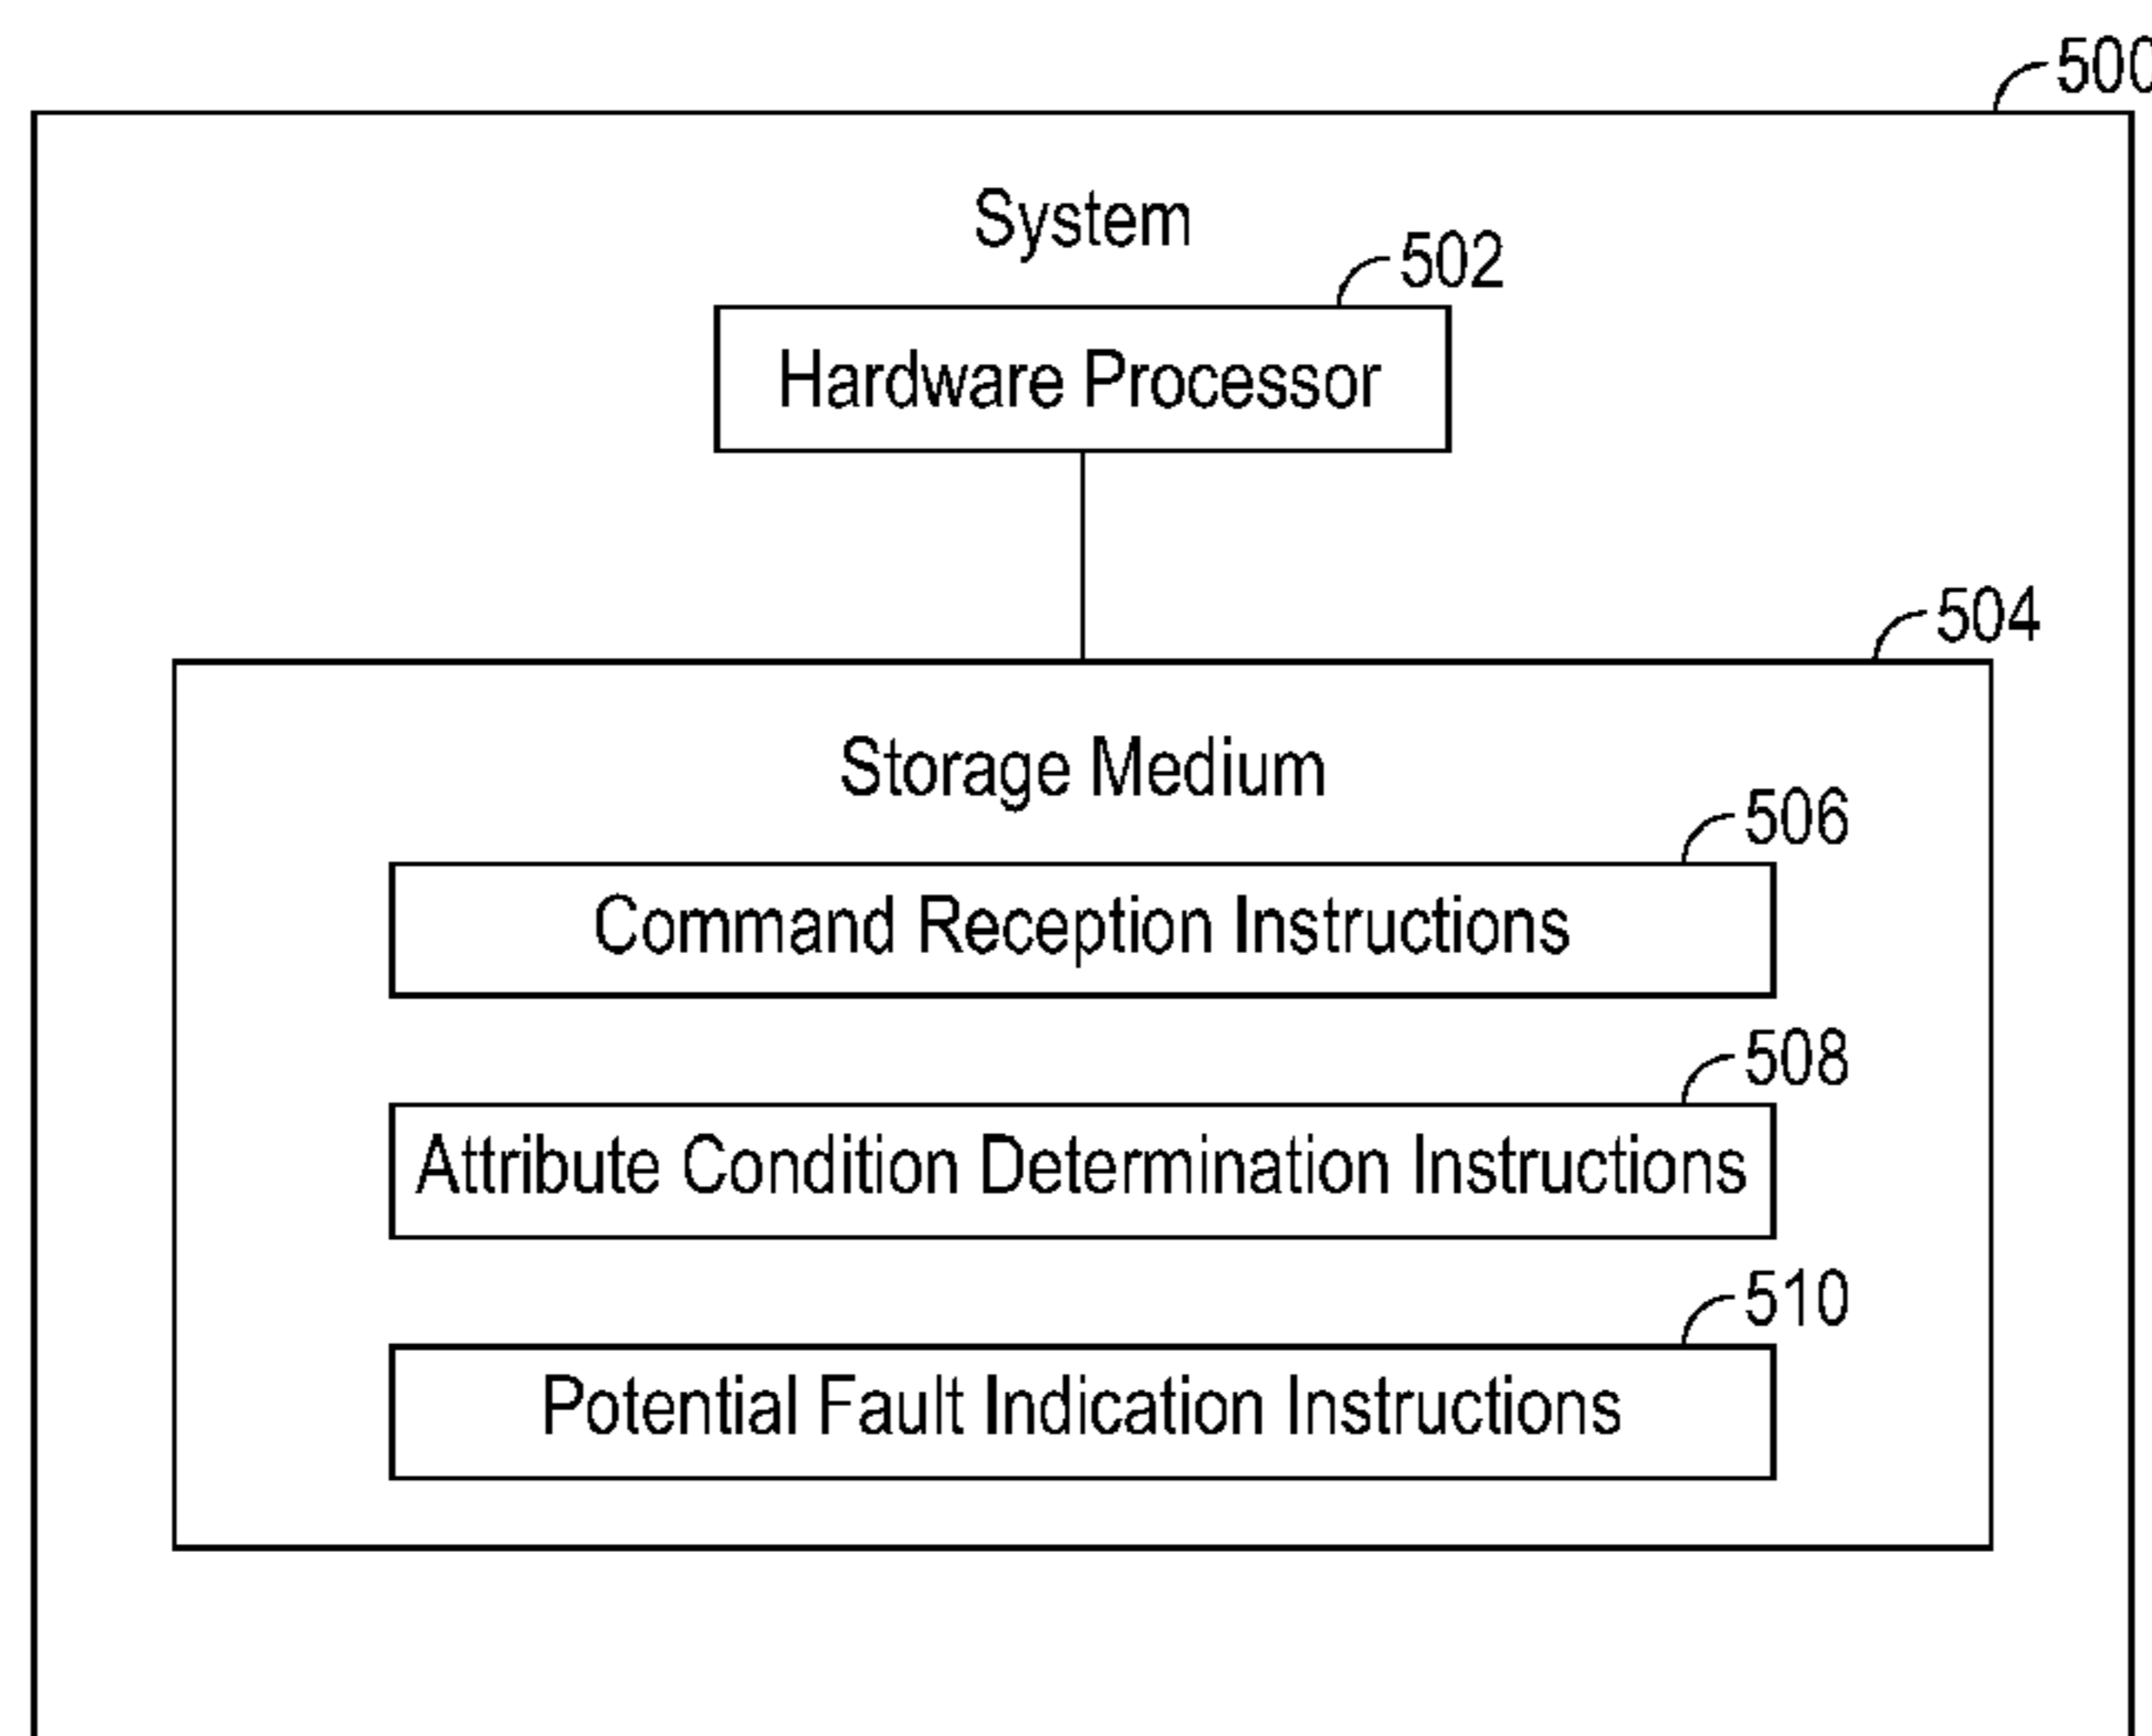 500
System
502
Hardware Processor
504
Storage Medium
506
Command Reception Instructions
508
Attribute Condition Determination Instructions
510
Potential Fault Indication Instructions